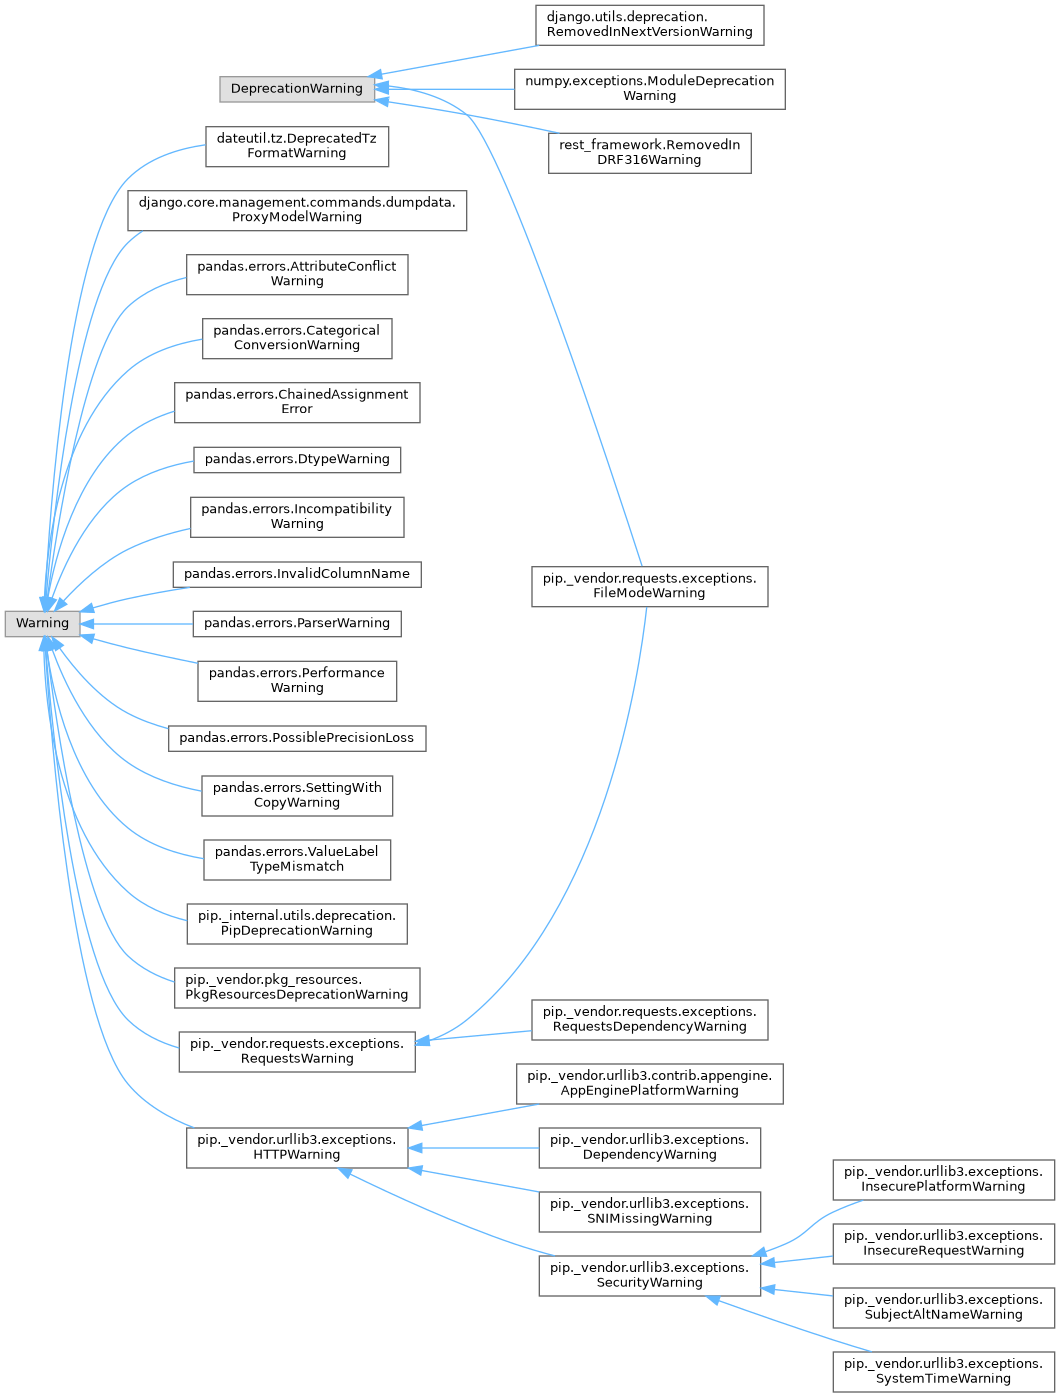 django.utils.deprecation.
RemovedInNextVersionWarning
DeprecationWarning
numpy.exceptions.ModuleDeprecation
Warning
rest_framework.RemovedIn
DRF316Warning
dateutil.tz.DeprecatedTz
FormatWarning
django.core.management.commands.dumpdata.
ProxyModelWarning
pandas.errors.AttributeConflict
Warning
pandas.errors.Categorical
ConversionWarning
pandas.errors.ChainedAssignment
Error
pandas.errors.DtypeWarning
pandas.errors.Incompatibility
Warning
pandas.errors.InvalidColumnName
pip._vendor.requests.exceptions.
FileModeWarning
Warning
pandas.errors.ParserWarning
pandas.errors.Performance
Warning
pandas.errors.PossiblePrecisionLoss
pandas.errors.SettingWith
CopyWarning
pandas.errors.ValueLabel
TypeMismatch
pip._internal.utils.deprecation.
PipDeprecationWarning
pip._vendor.pkg_resources.
PkgResourcesDeprecationWarning
pip._vendor.requests.exceptions.
RequestsDependencyWarning
pip._vendor.requests.exceptions.
RequestsWarning
pip._vendor.urllib3.contrib.appengine.
AppEnginePlatformWarning
pip._vendor.urllib3.exceptions.
HTTPWarning
pip._vendor.urllib3.exceptions.
DependencyWarning
pip._vendor.urllib3.exceptions.
SNIMissingWarning
pip._vendor.urllib3.exceptions.
SecurityWarning
pip._vendor.urllib3.exceptions.
InsecurePlatformWarning
pip._vendor.urllib3.exceptions.
InsecureRequestWarning
pip._vendor.urllib3.exceptions.
SubjectAltNameWarning
pip._vendor.urllib3.exceptions.
SystemTimeWarning